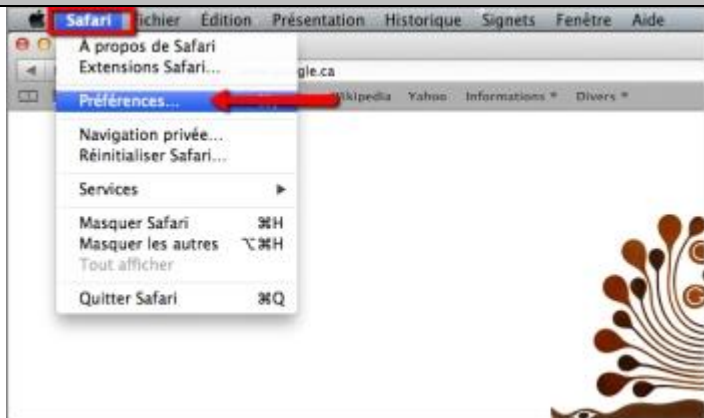 Safari ichier Édition Présentation Historique Signets Fenêtre Aide
À propos de Safari
Extensions Safari...
gle.ca
Préférences...
ikipedia Yahoo Informations Divers
Navigation privée...
Réinitialiser Safari...
Services
Masquer Safari ⌘H
Masquer les autres ⌥⌘H
Tout afficher
Quitter Safari ⌘Q